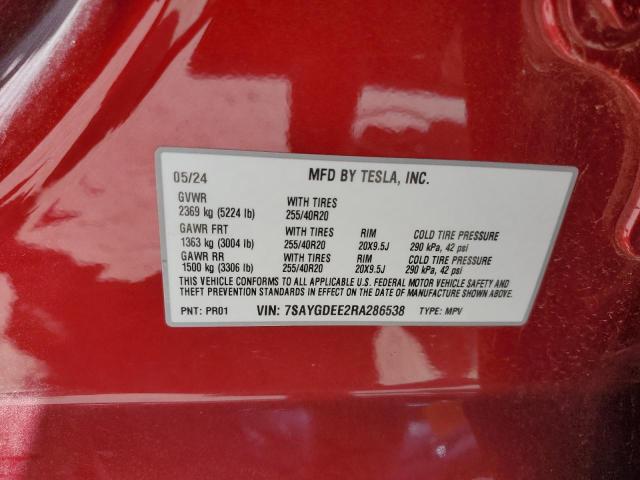 05/24 MFD BY TESLA, INC.
GVWR WITH TIRES
2369 kg (5224 lb) 255/40R20
GAWR FRT WITH TIRES RIM COLD TIRE PRESSURE
1363 kg (3004 lb) 255/40R20 20X9.5J 290 kPa, 42 psi
GAWR RR WITH TIRES RIM COLD TIRE PRESSURE
1500 kg (3306 lb) 255/40R20 20X9.5J 290 kPa, 42 psi
THIS VEHICLE CONFORMS TO ALL APPLICABLE U.S. FEDERAL MOTOR VEHICLE SAFETY AND
THEFT PREVENTION STANDARDS IN EFFECT ON THE DATE OF MANUFACTURE SHOWN ABOVE.
PNT: PR01 VIN: 7SAYGDEE2RA286538 TYPE: MPV